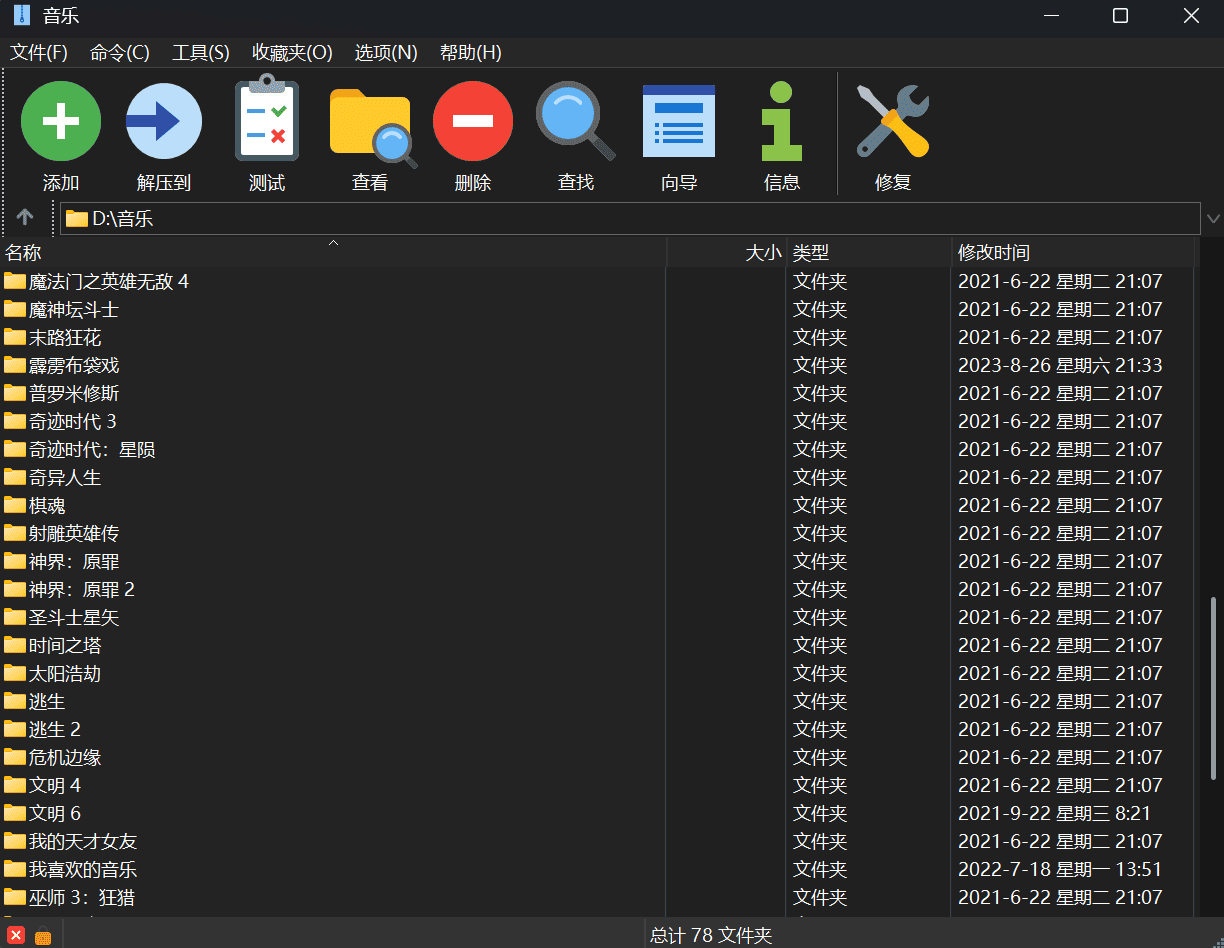 音乐
文件(F) 命令(C) 工具(S) 收藏夹(O) 选项(N) 帮助(H)
添加 解压到 测试 查看 删除 查找 向导 信息 修复
D:\音乐
名称 大小 类型 修改时间
魔法门之英雄无敌 4 文件夹 2021-6-22 星期二 21:07
魔神坛斗士 文件夹 2021-6-22 星期二 21:07
末路狂花 文件夹 2021-6-22 星期二 21:07
霹雳布袋戏 文件夹 2023-8-26 星期六 21:33
普罗米修斯 文件夹 2021-6-22 星期二 21:07
奇迹时代 3 文件夹 2021-6-22 星期二 21:07
奇迹时代：星陨 文件夹 2021-6-22 星期二 21:07
奇异人生 文件夹 2021-6-22 星期二 21:07
棋魂 文件夹 2021-6-22 星期二 21:07
射雕英雄传 文件夹 2021-6-22 星期二 21:07
神界：原罪 文件夹 2021-6-22 星期二 21:07
神界：原罪 2 文件夹 2021-6-22 星期二 21:07
圣斗士星矢 文件夹 2021-6-22 星期二 21:07
时间之塔 文件夹 2021-6-22 星期二 21:07
太阳浩劫 文件夹 2021-6-22 星期二 21:07
逃生 文件夹 2021-6-22 星期二 21:07
逃生 2 文件夹 2021-6-22 星期二 21:07
危机边缘 文件夹 2021-6-22 星期二 21:07
文明 4 文件夹 2021-6-22 星期二 21:07
文明 6 文件夹 2021-9-22 星期三 8:21
我的天才女友 文件夹 2021-6-22 星期二 21:07
我喜欢的音乐 文件夹 2022-7-18 星期一 13:51
巫师 3：狂猎 文件夹 2021-6-22 星期二 21:07
总计 78 文件夹